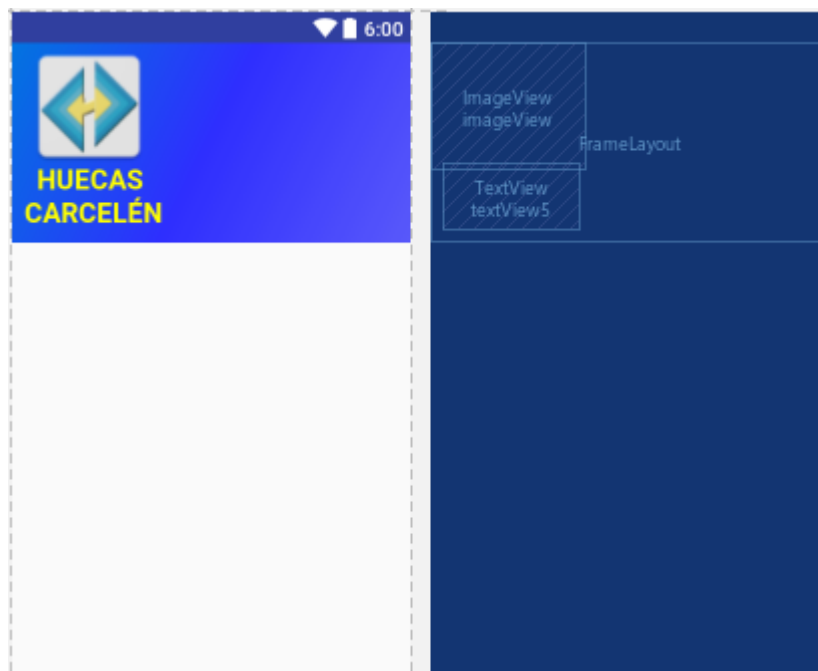 6:00
HUECAS
CARCELÉN
ImageView
imageView
FrameLayout
TextView
textView5